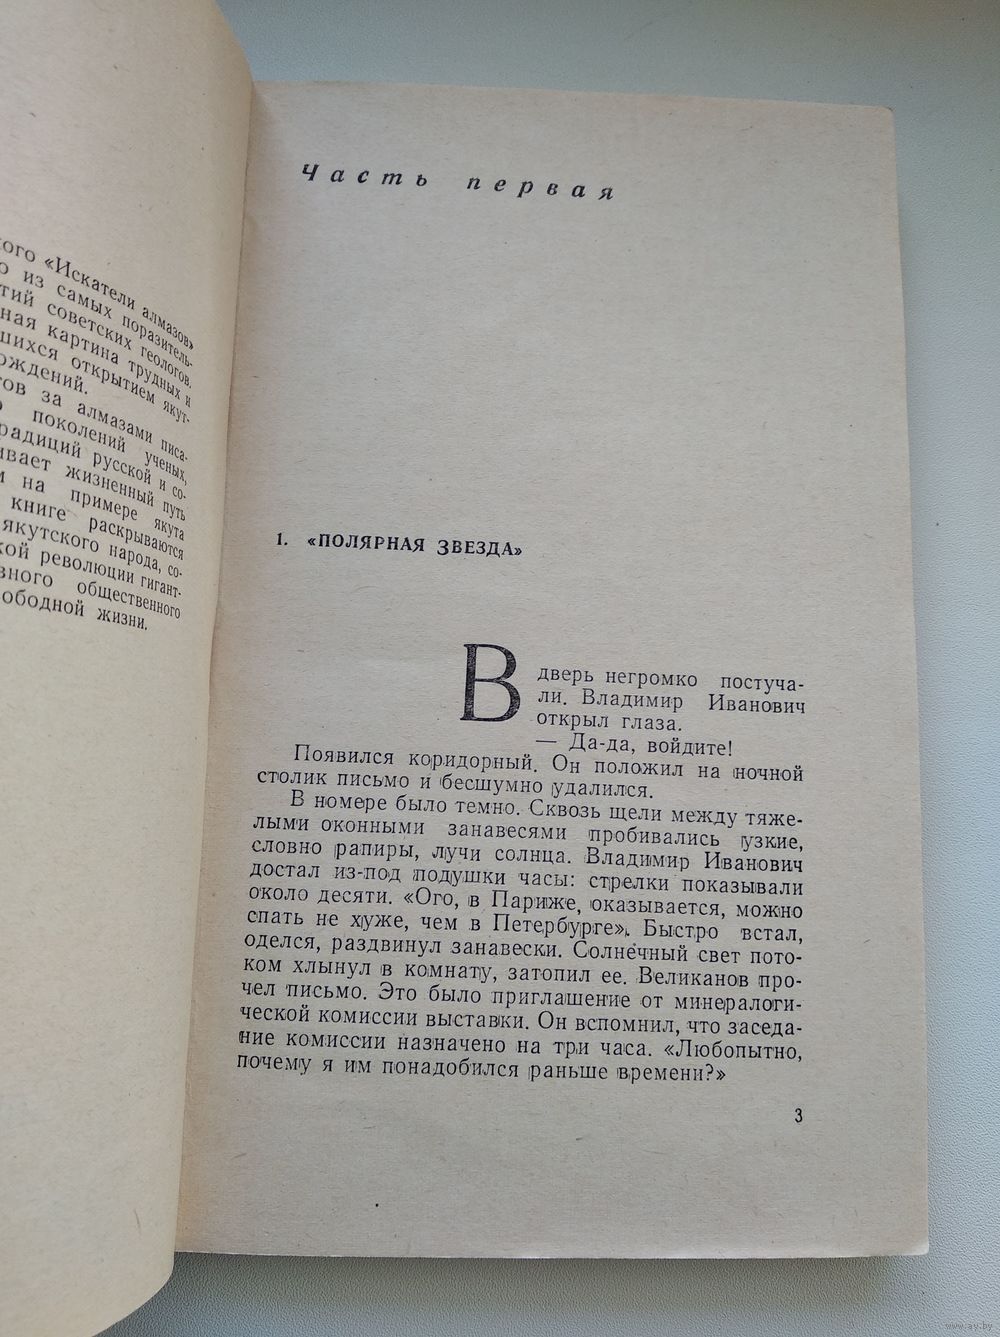 «Искатели алмазов»
из самых поразитель-
советских геологов.
картина трудных и
открытием якут-
за алмазами писа-
поколений ученых,
русской и со-
жизненный путь
на примере якута
книге раскрываются
якутского народа, со-
революции гигант-
общественного
жизни.
Часть первая
1. «ПОЛЯРНАЯ ЗВЕЗДА»
В дверь негромко постуча-
ли. Владимир Иванович
открыл глаза.
— Да-да, войдите!
Появился коридорный. Он положил на ночной
столик письмо и бесшумно удалился.
В номере было темно. Сквозь щели между тяже-
лыми оконными занавесями пробивались узкие,
словно рапиры, лучи солнца. Владимир Иванович
достал из-под подушки часы: стрелки показывали
около десяти. «Ого, в Париже, оказывается, можно
спать не хуже, чем в Петербурге». Быстро встал,
оделся, раздвинул занавески. Солнечный свет пото-
ком хлынул в комнату, затопил ее. Великанов про-
чел письмо. Это было приглашение от минералоги-
ческой комиссии выставки. Он вспомнил, что заседа-
ние комиссии назначено на три часа. «Любопытно,
почему я им понадобился раньше времени?»
3
www.ay.by